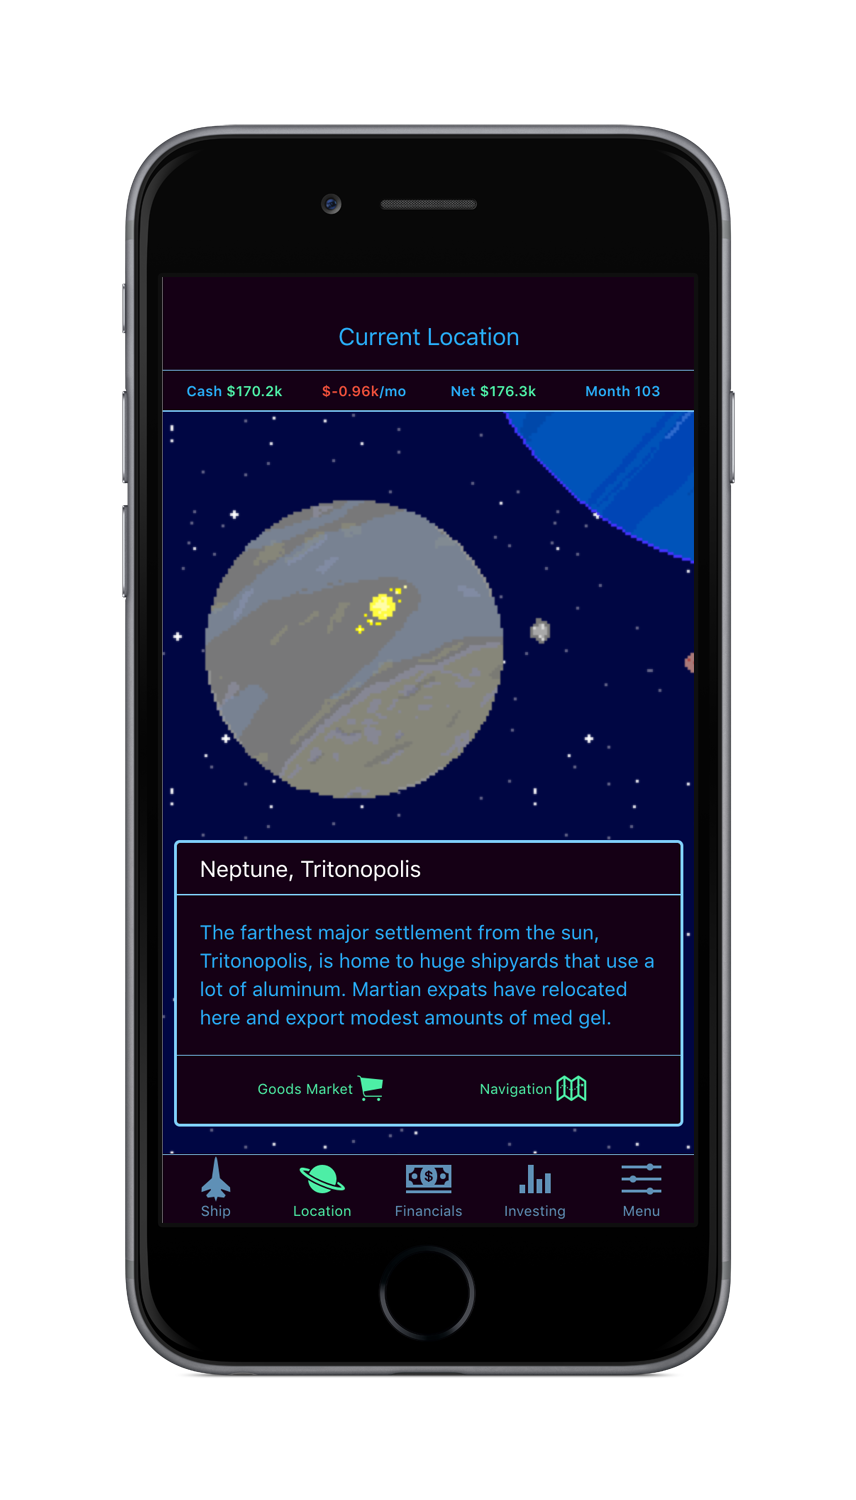 Current Location
Cash $170.2k $-0.96k/mo Net $176.3k Month 103
Neptune, Tritonopolis
The farthest major settlement from the sun,
Tritonopolis, is home to huge shipyards that use a
lot of aluminum. Martian expats have relocated
here and export modest amounts of med gel.
Goods Market Navigation
Ship Location Financials Investing Menu